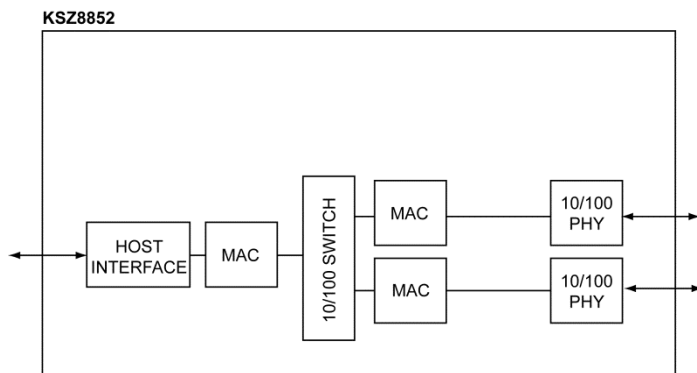 KSZ8852
HOST
INTERFACE
MAC
10/100 SWITCH
MAC
10/100
PHY
MAC
10/100
PHY